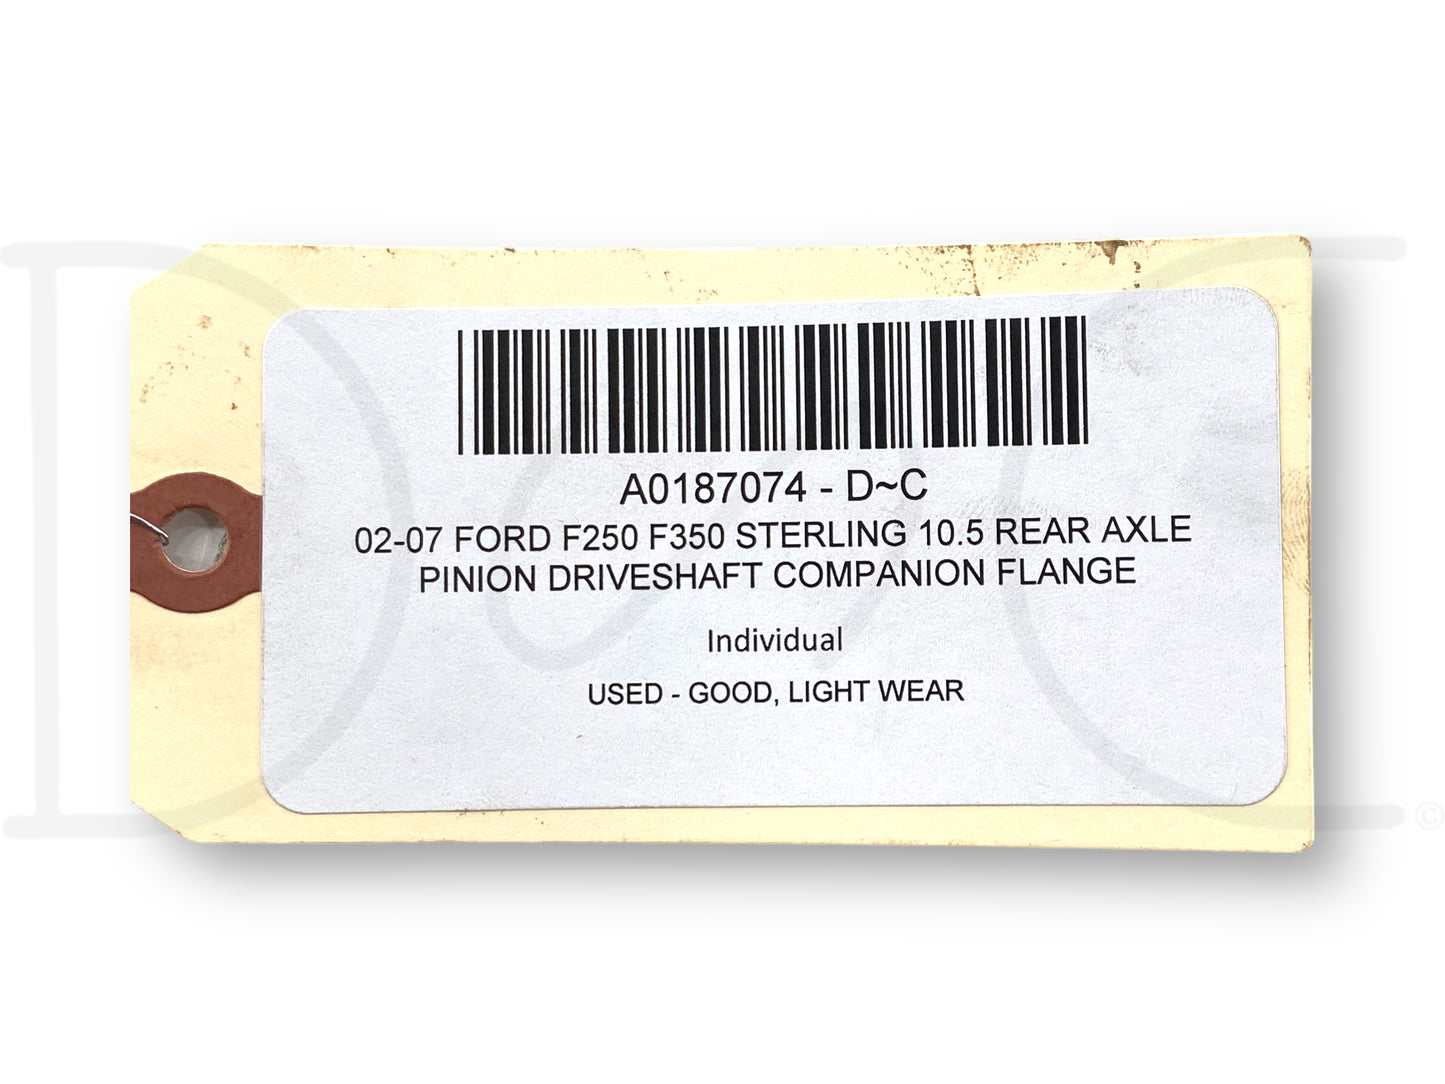 A0187074 - D~C
02-07 FORD F250 F350 STERLING 10.5 REAR AXLE
PINION DRIVESHAFT COMPANION FLANGE
Individual
USED - GOOD, LIGHT WEAR
D
C
©